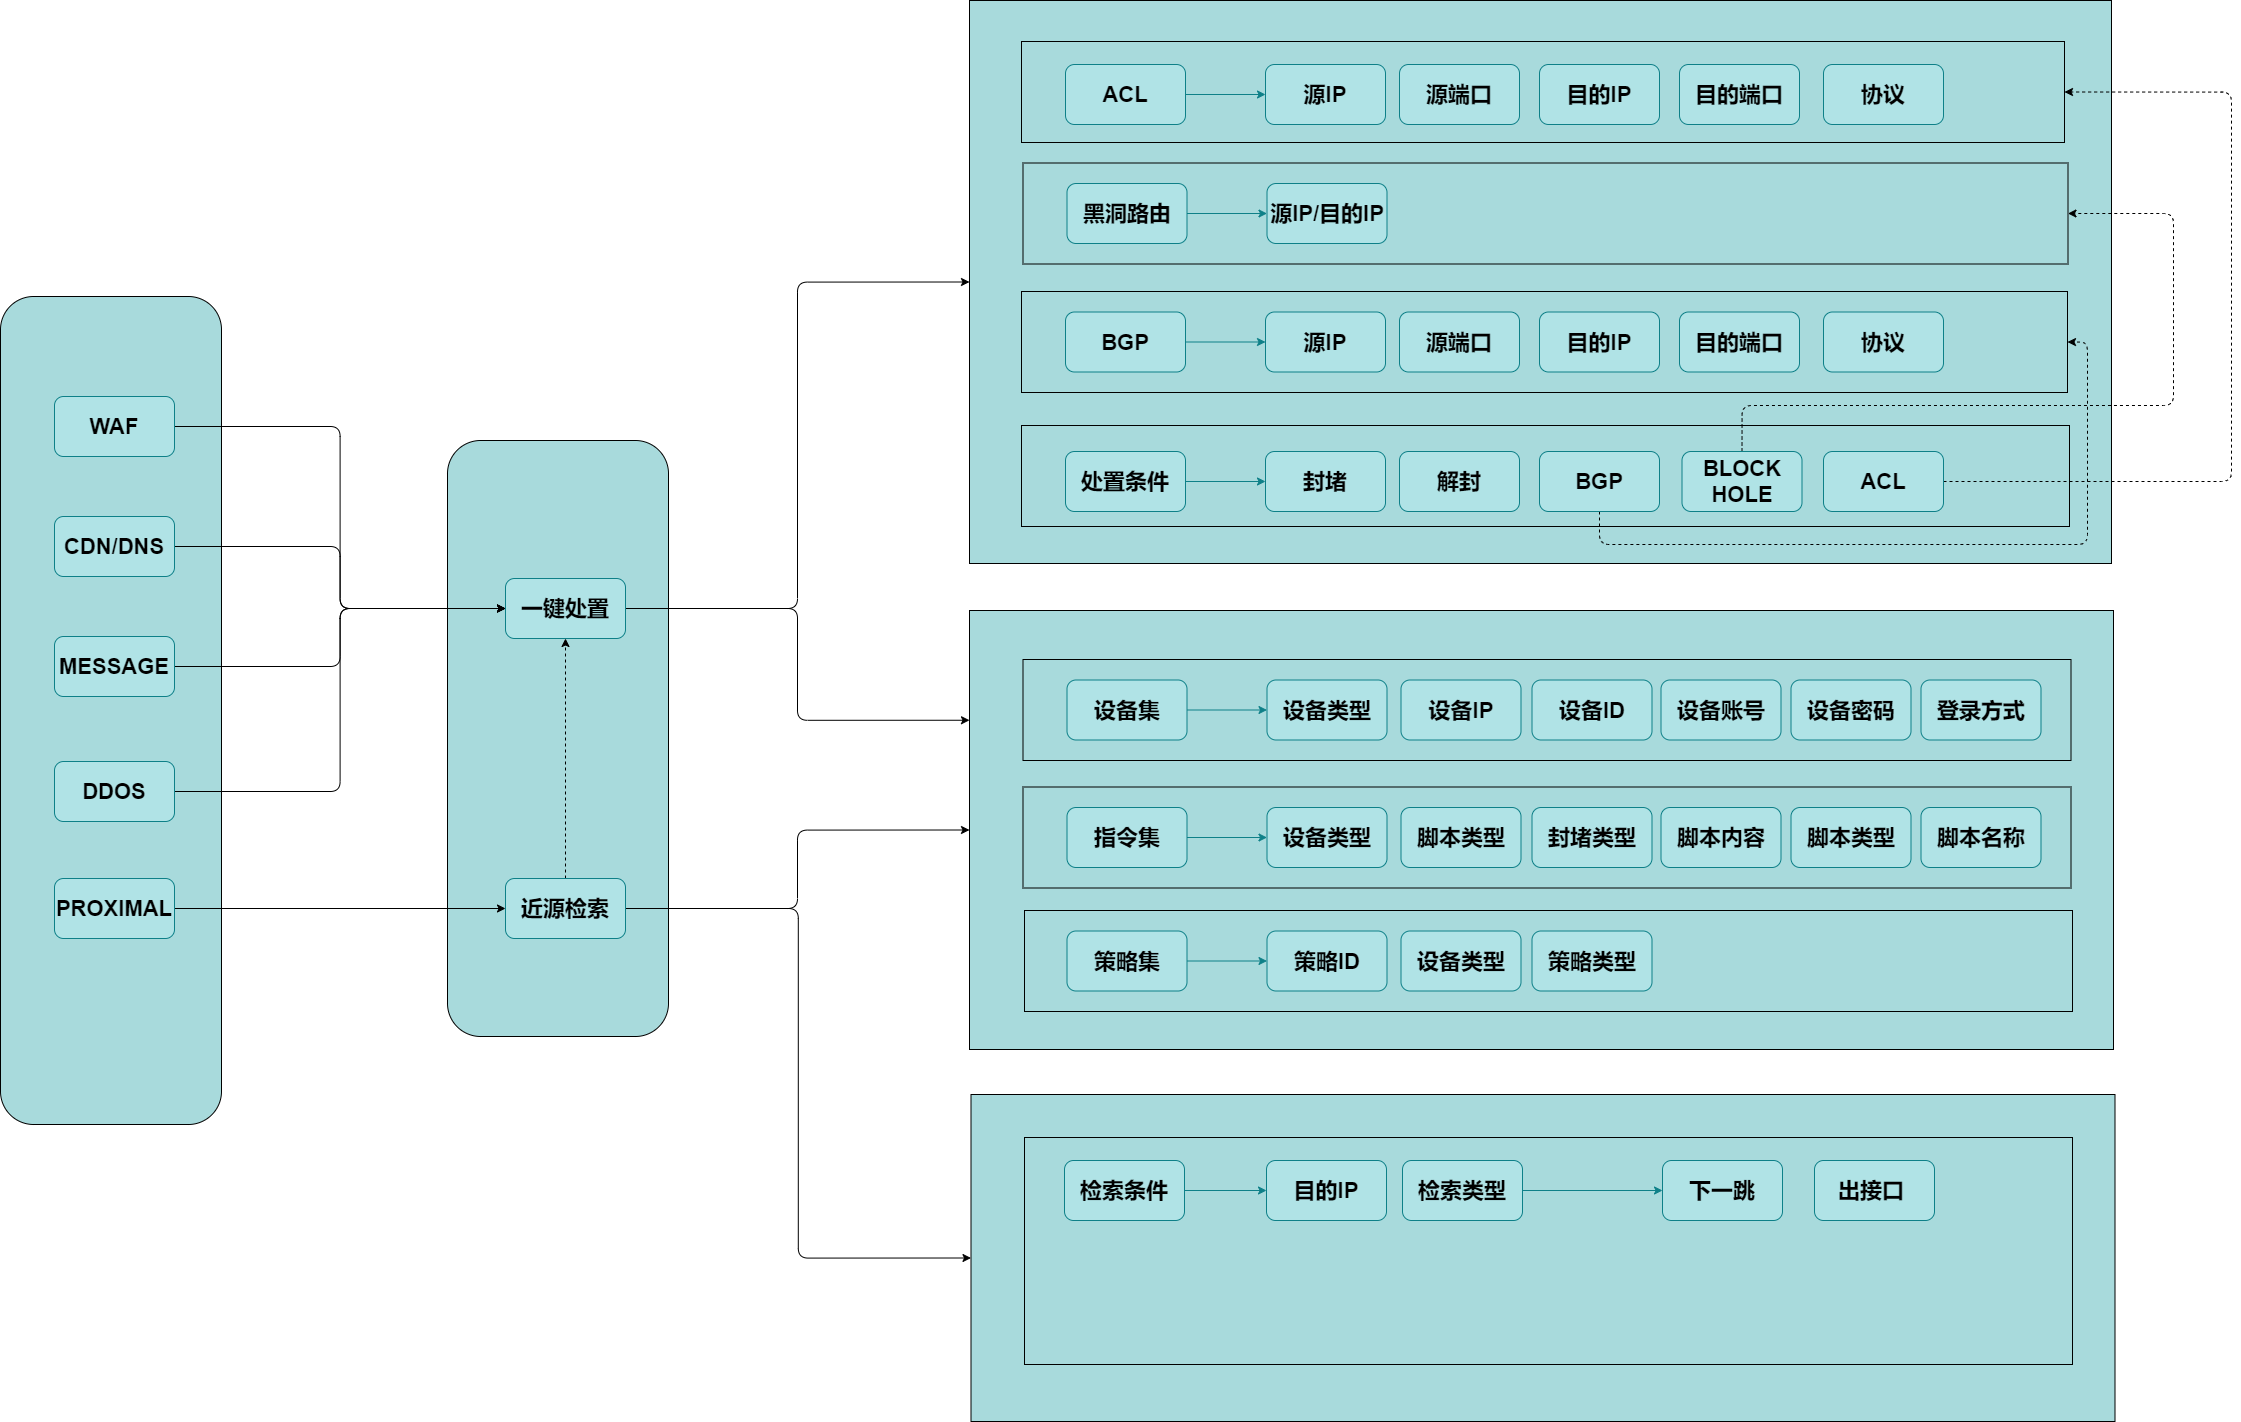 WAF
CDN/DNS
MESSAGE
DDOS
PROXIMAL
一键处置
近源检索
ACL
源IP
源端口
目的IP
目的端口
协议
黑洞路由
源IP/目的IP
BGP
源IP
源端口
目的IP
目的端口
协议
处置条件
封堵
解封
BGP
BLOCK
HOLE
ACL
设备集
设备类型
设备IP
设备ID
设备账号
设备密码
登录方式
指令集
设备类型
脚本类型
封堵类型
脚本内容
脚本类型
脚本名称
策略集
策略ID
设备类型
策略类型
检索条件
目的IP
检索类型
下一跳
出接口